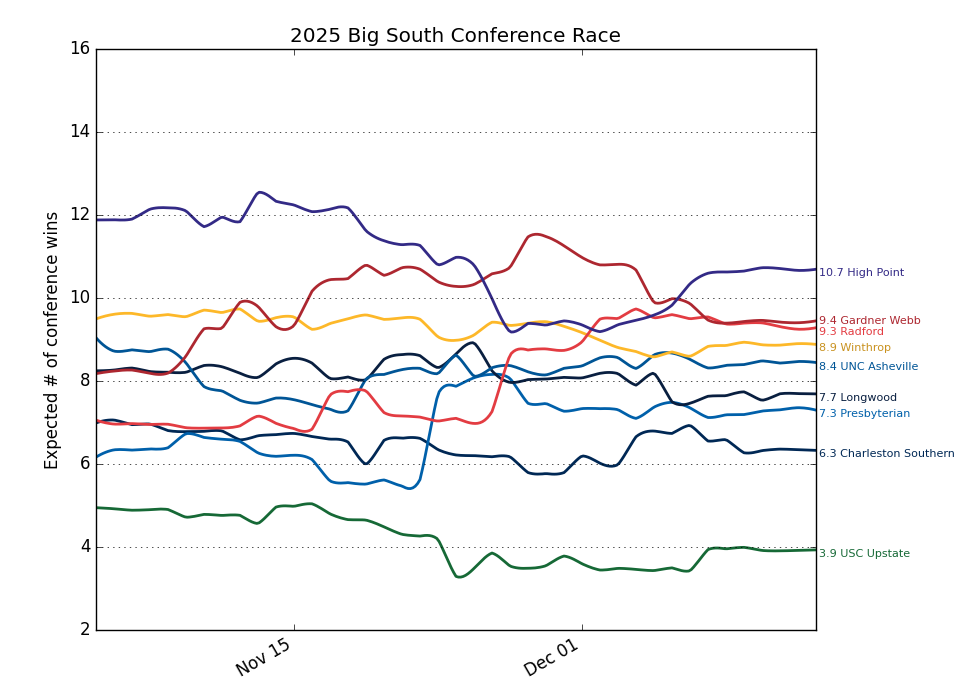 2025 Big South Conference Race
Expected # of conference wins
16
14
12
10
8
6
4
2
Nov 15
Dec 01
10.7 High Point
9.4 Gardner Webb
9.3 Radford
8.9 Winthrop
8.4 UNC Asheville
7.7 Longwood
7.3 Presbyterian
6.3 Charleston Southern
3.9 USC Upstate